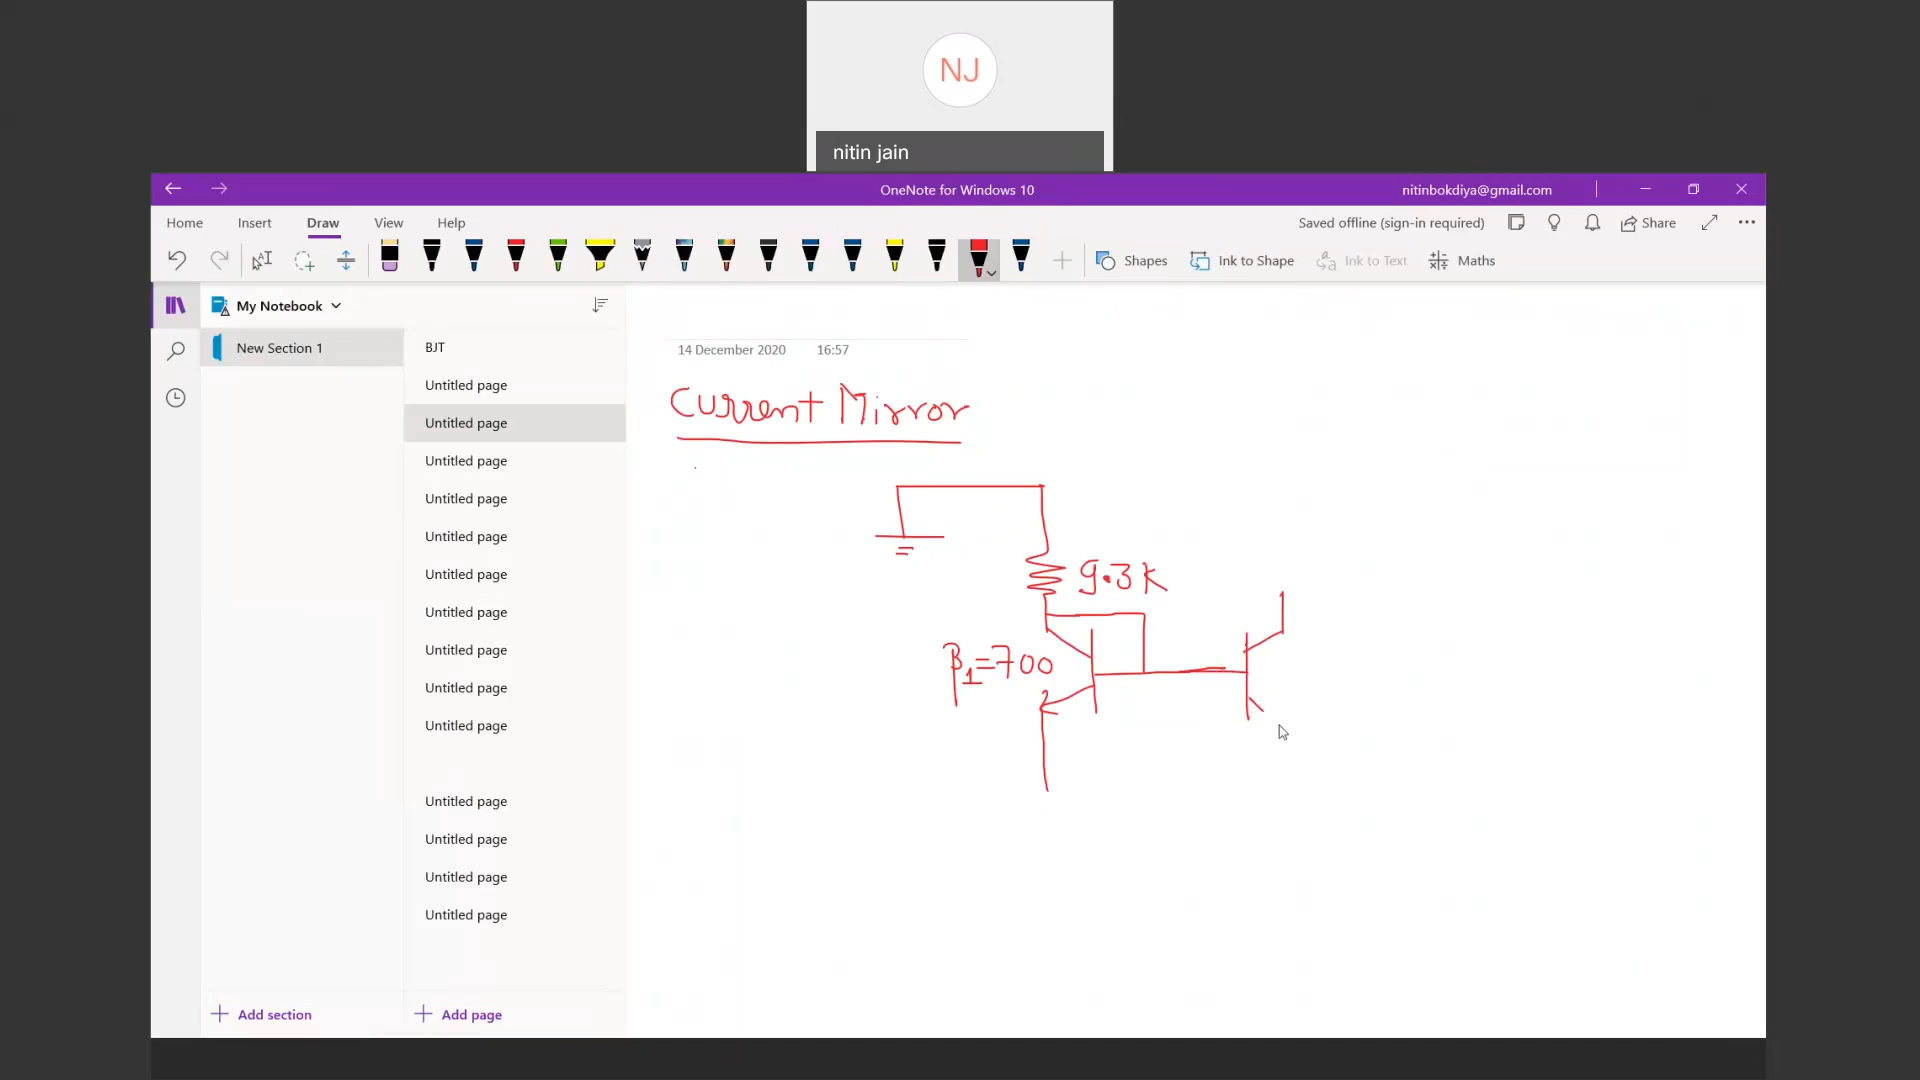 NJ
nitin jain
OneNote for Windows 10
nitinbokdiya@gmail.com
Home Insert Draw View Help
Saved offline (sign-in required)
Share
Shapes
Ink to Shape
Ink to Text
Maths
My Notebook
New Section 1
BJT
Untitled page
Untitled page
Untitled page
Untitled page
Untitled page
Untitled page
Untitled page
Untitled page
Untitled page
Untitled page
Untitled page
Untitled page
Untitled page
Untitled page
Add section
Add page
14 December 2020 16:57
Current Mirror
9.3K
β1=700